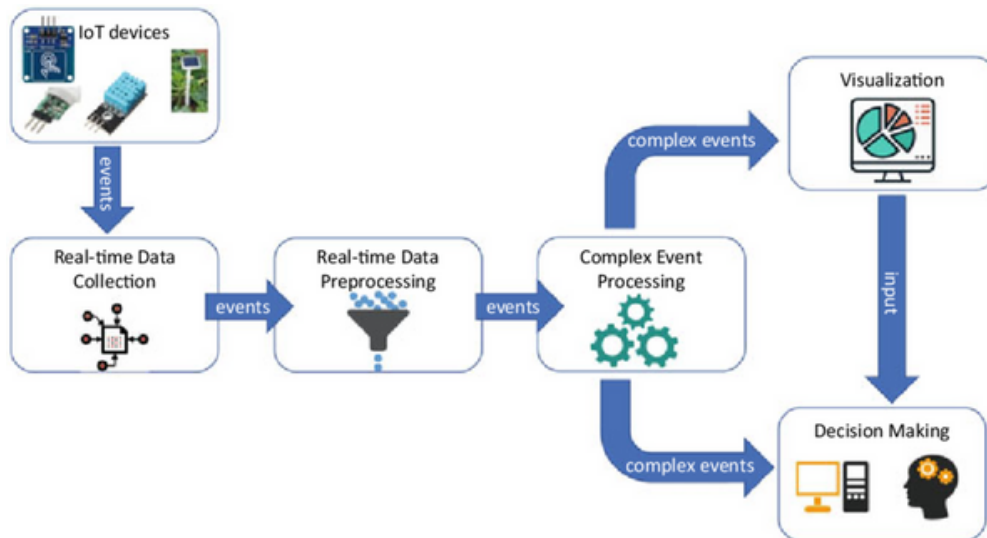 IoT devices
events
Real-time Data
Collection
events
Real-time Data
Preprocessing
events
Complex Event
Processing
complex events
Visualization
input
complex events
Decision Making